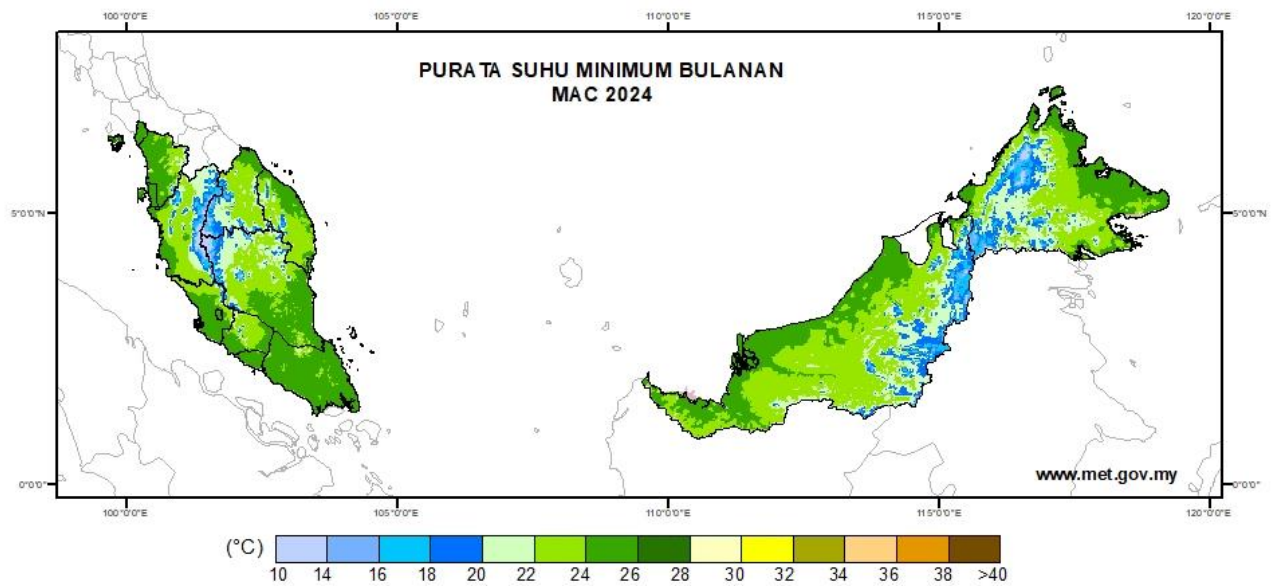 100°0'0"E 105°0'0"E 110°0'0"E 115°0'0"E 120°0'0"E
PURATA SUHU MINIMUM BULANAN
MAC 2024
5°0'0"N 5°0'0"N
www.met.gov.my
0°0'0" 0°0'0"
100°0'0"E 105°0'0"E 110°0'0"E 115°0'0"E 120°0'0"E
(°C)
10 14 16 18 20 22 24 26 28 30 32 34 36 38 >40